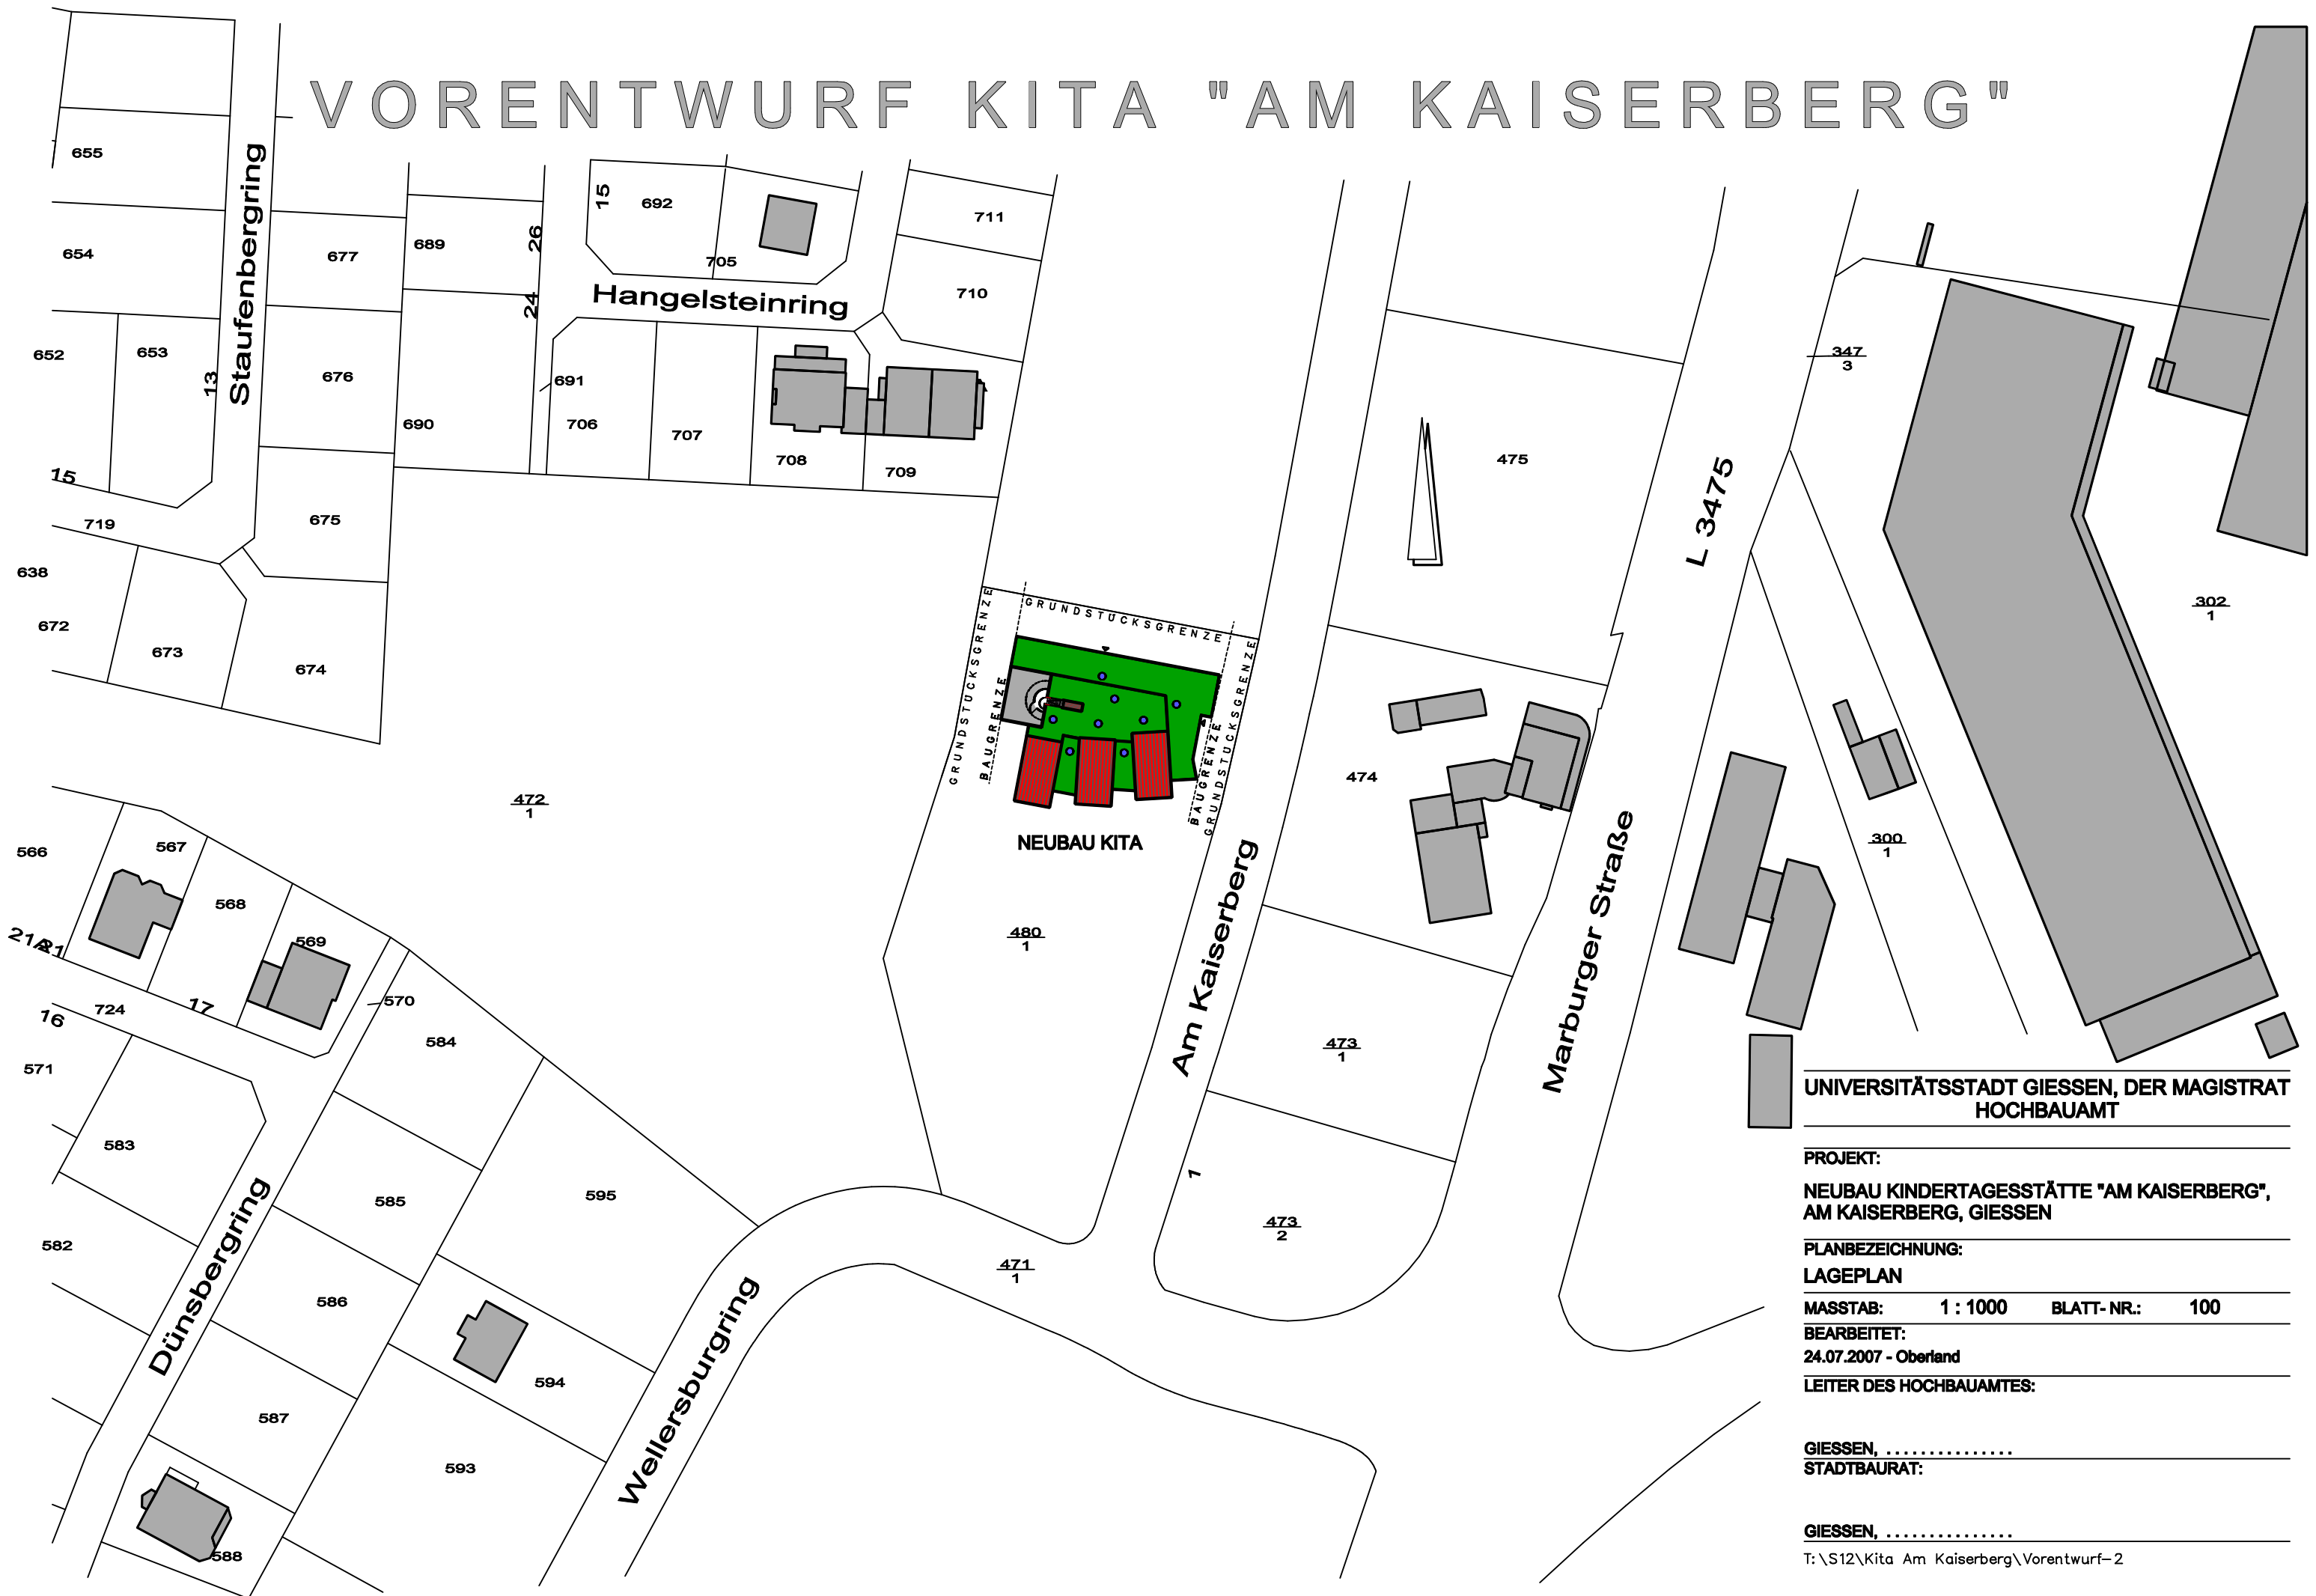 VORENTWURF KITA "AM KAISERBERG"
655
654
652
653
13
Staufenbergring
677
676
675
15
719
638
672
673
674
689
690
26
24
15
692
705
Hangelsteinring
691
706
707
708
709
711
710
GRUNDSTÜCKSGRENZE
GRUNDSTÜCKSGRENZE
BAUGRENZE
BAUGRENZE
GRUNDSTÜCKSGRENZE
NEUBAU KITA
472
1
480
1
Am Kaiserberg
475
474
473
1
473
2
1
471
1
L 3475
Marburger Straße
347
3
302
1
300
1
566
567
568
569
570
21A
21
17
16
724
571
583
582
584
585
586
587
588
595
594
593
Dünsbergring
Wellersburgring
UNIVERSITÄTSSTADT GIESSEN, DER MAGISTRAT
HOCHBAUAMT
PROJEKT:
NEUBAU KINDERTAGESSTÄTTE "AM KAISERBERG",
AM KAISERBERG, GIESSEN
PLANBEZEICHNUNG:
LAGEPLAN
MASSTAB: 1 : 1000 BLATT- NR.: 100
BEARBEITET:
24.07.2007 - Oberland
LEITER DES HOCHBAUAMTES:
GIESSEN, ...............
STADTBAURAT:
GIESSEN, ...............
T:\S12\Kita Am Kaiserberg\Vorentwurf-2